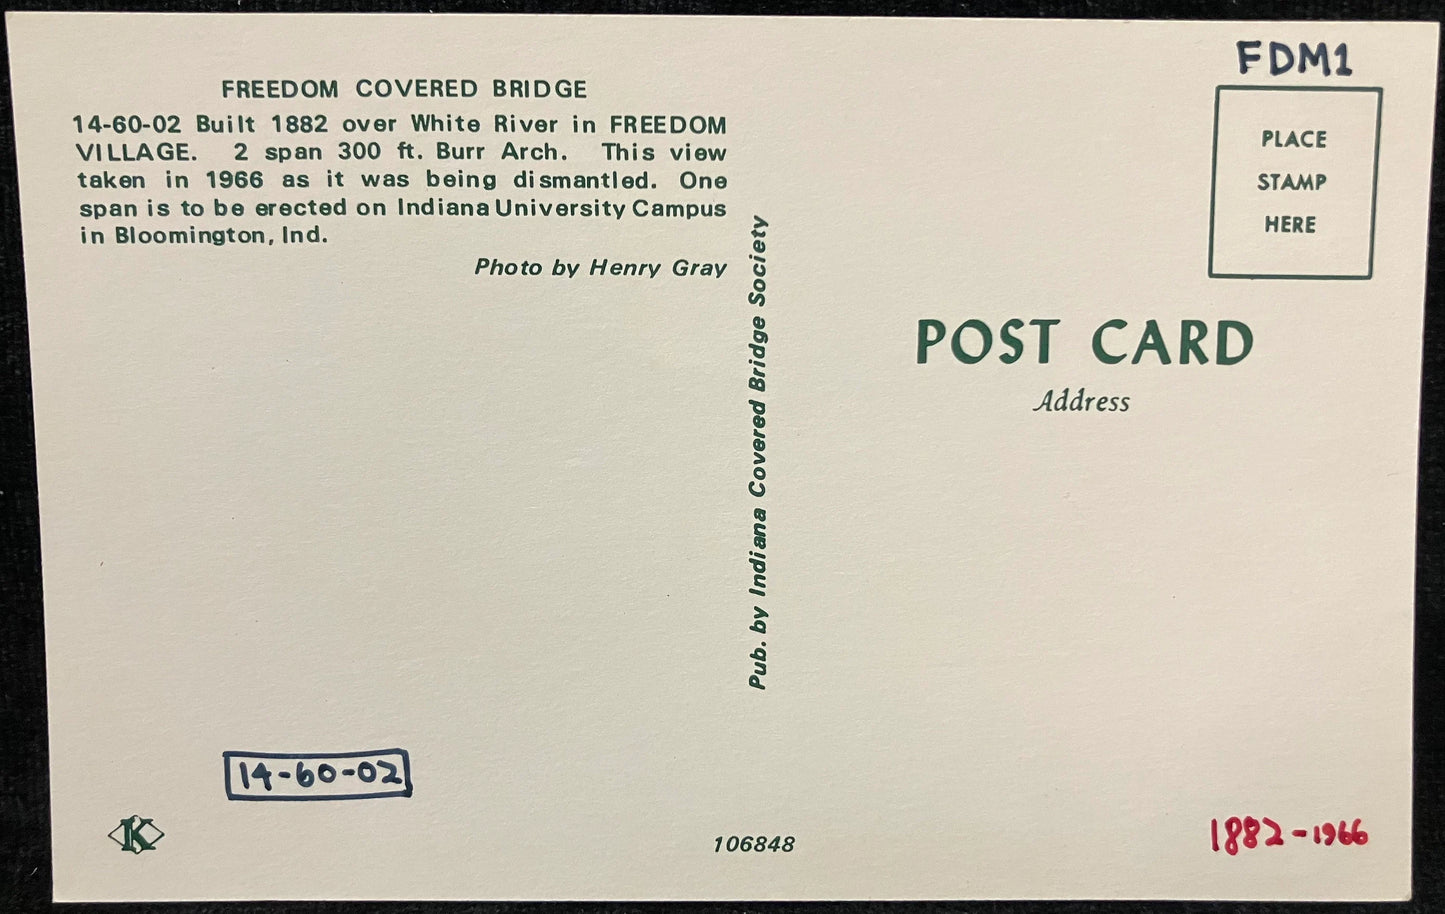 FREEDOM COVERED BRIDGE
14-60-02 Built 1882 over White River in FREEDOM
VILLAGE. 2 span 300 ft. Burr Arch. This view
taken in 1966 as it was being dismantled. One
span is to be erected on Indiana University Campus
in Bloomington, Ind.
Photo by Henry Gray
Pub. by Indiana Covered Bridge Society
FDM1
PLACE
STAMP
HERE
POST CARD
Address
14-60-02
K
106848
1882-1966